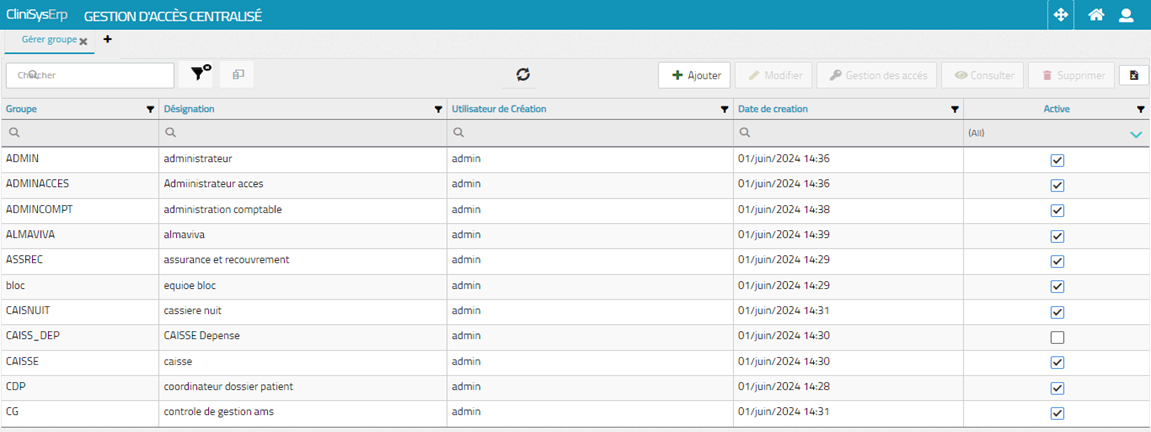 CliniSysErp GESTION D'ACCÈS CENTRALISÉ
Gérer groupe
Chercher Ajouter Modifier Gestion des accés Consulter Supprimer
Groupe Désignation Utilisateur de Création Date de creation Active
(All)
ADMIN administrateur admin 01/juin/2024 14:36
ADMINACCES Admiinistrateur acces admin 01/juin/2024 14:36
ADMINCOMPT administration comptable admin 01/juin/2024 14:38
ALMAVIVA almaviva admin 01/juin/2024 14:39
ASSREC assurance et recouvrement admin 01/juin/2024 14:29
bloc equioe bloc admin 01/juin/2024 14:29
CAISNUIT cassiere nuit admin 01/juin/2024 14:31
CAISS_DEP CAISSE Depense admin 01/juin/2024 14:30
CAISSE caisse admin 01/juin/2024 14:30
CDP coordinateur dossier patient admin 01/juin/2024 14:28
CG controle de gestion ams admin 01/juin/2024 14:31